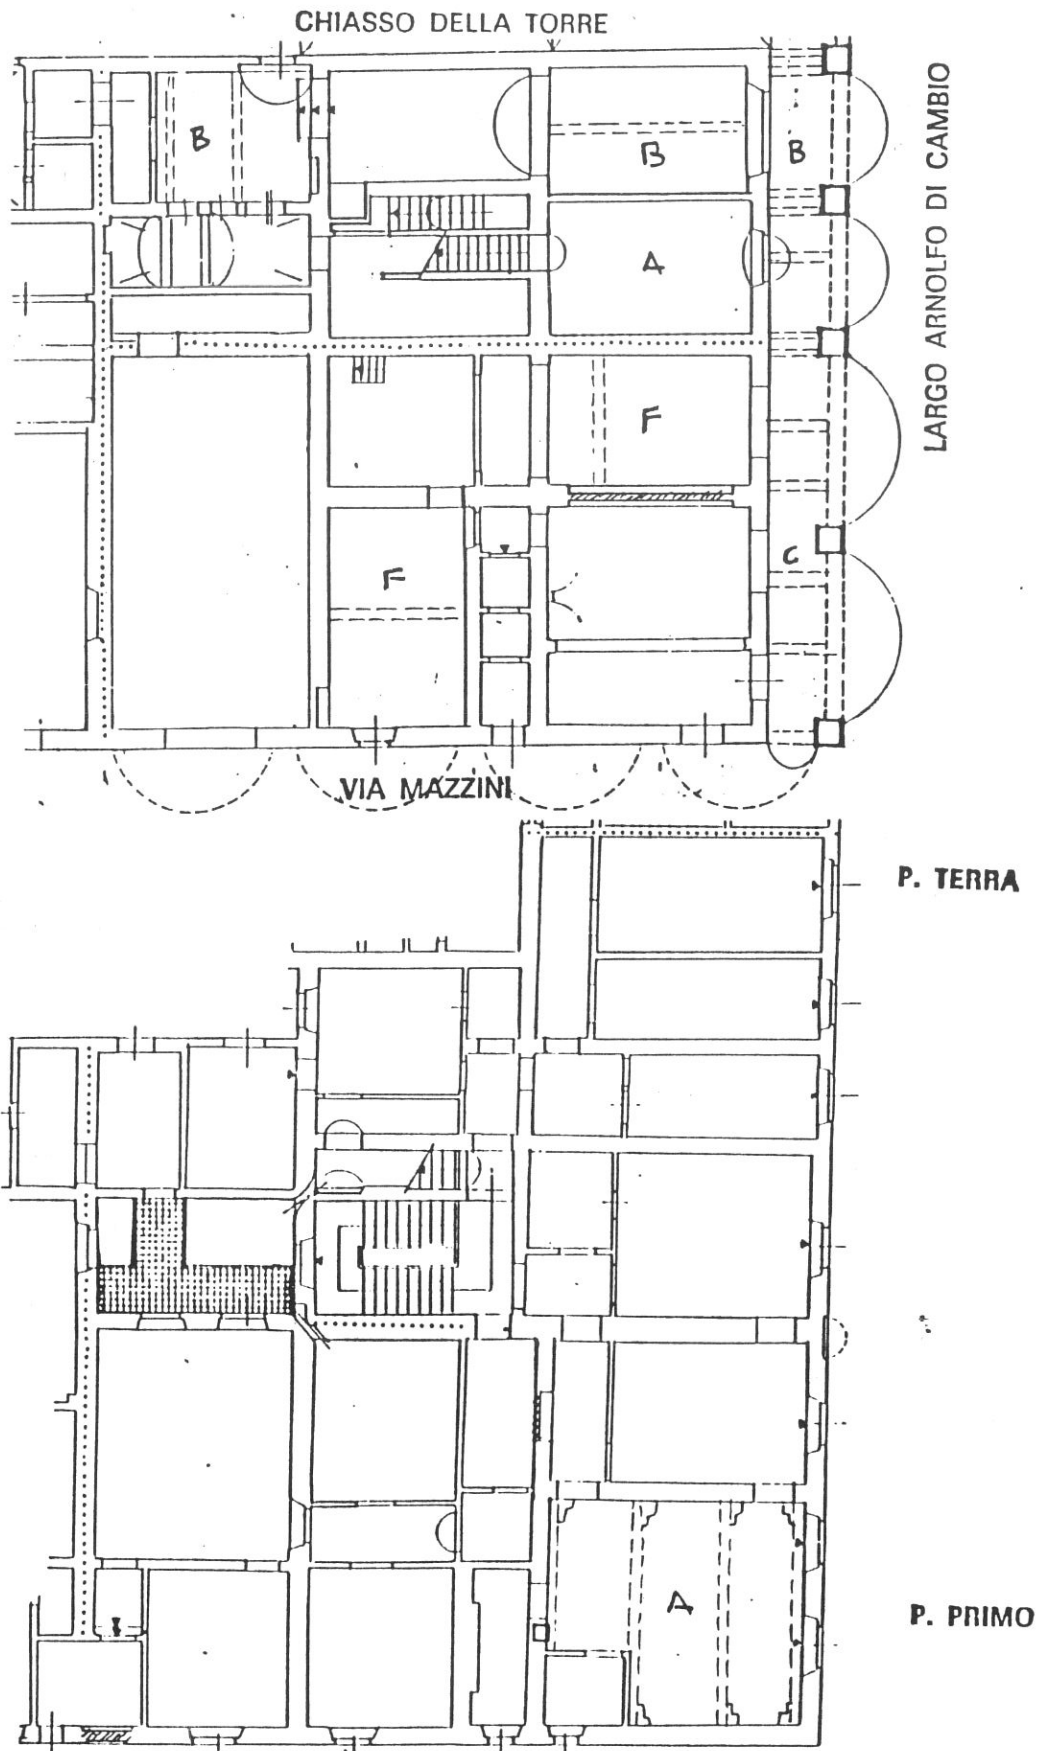 CHIASSO DELLA TORRE
LARGO ARNOLFO DI CAMBIO
B
B
B
A
F
F
C
VIA MAZZINI
P. TERRA
A
P. PRIMO